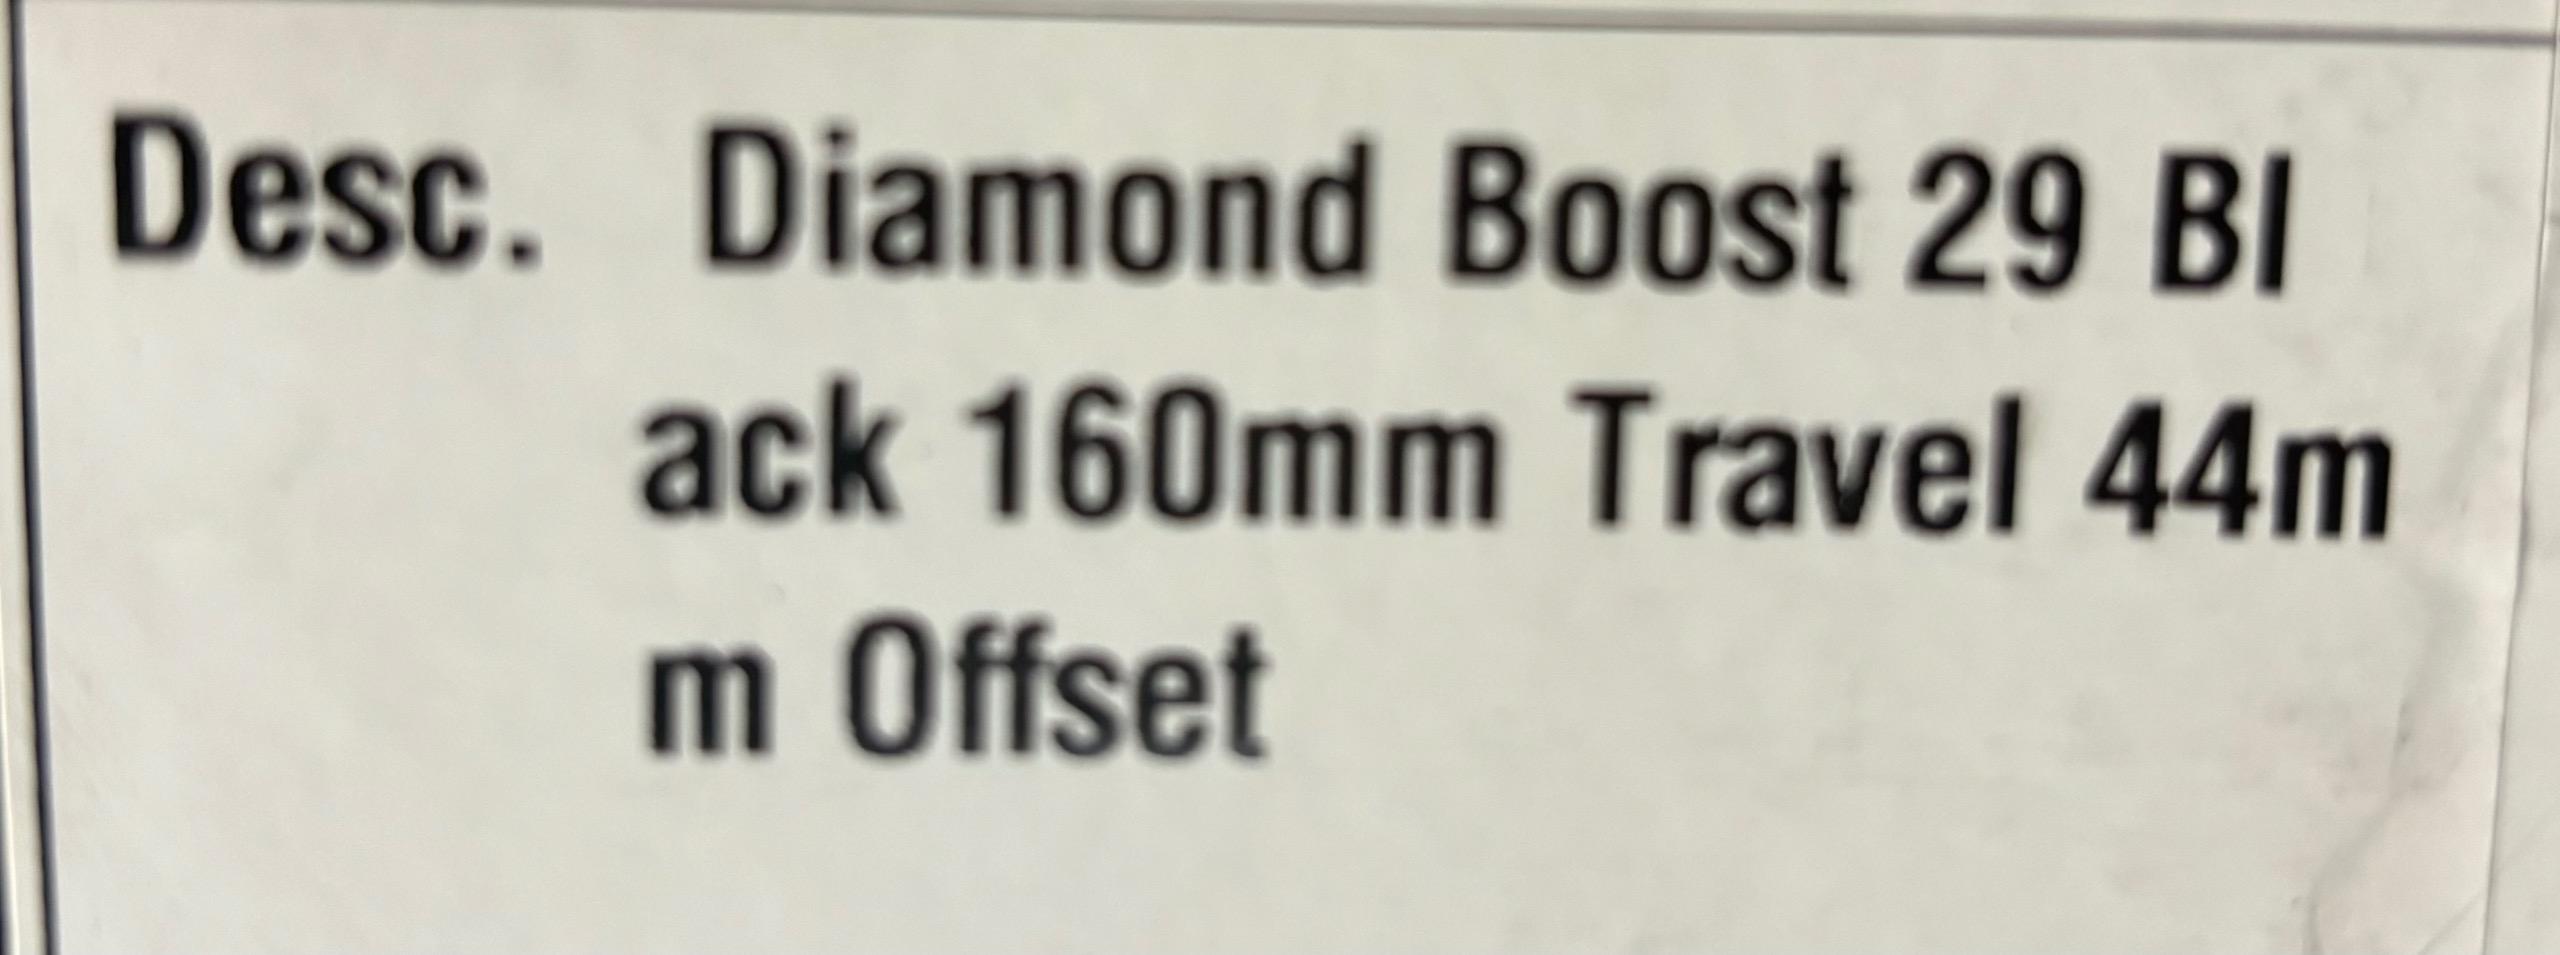 Desc. Diamond Boost 29 Bl
ack 160mm Travel 44m
m Offset